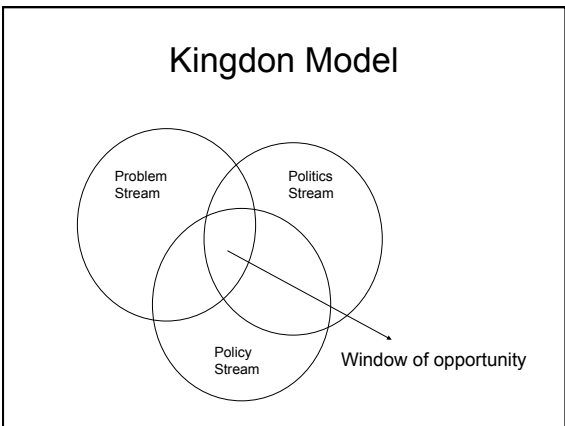 Kingdon Model
Problem
Stream
Politics
Stream
Policy
Stream
Window of opportunity